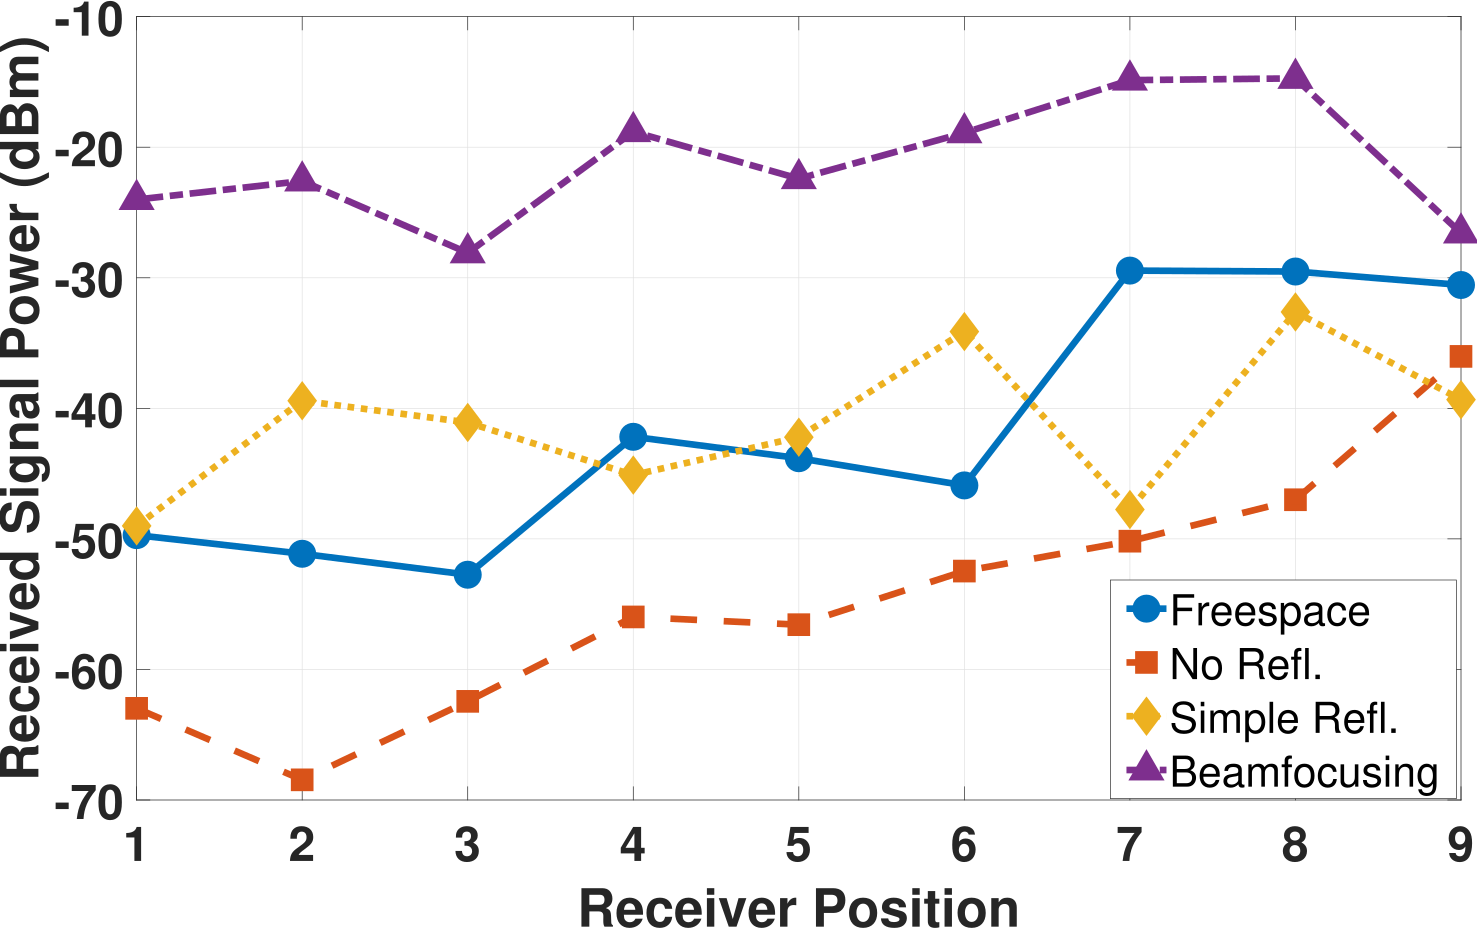 Received Signal Power (dBm)
-10
-20
-30
-40
-50
-60
-70
1 2 3 4 5 6 7 8 9
Receiver Position
Freespace
No Refl.
Simple Refl.
Beamfocusing